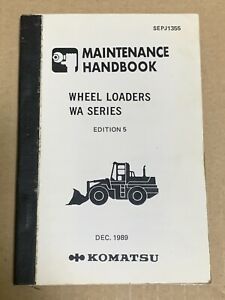 SEPJ1355
MAINTENANCE
HANDBOOK
WHEEL LOADERS
WA SERIES
EDITION 5
DEC. 1989
KOMATSU